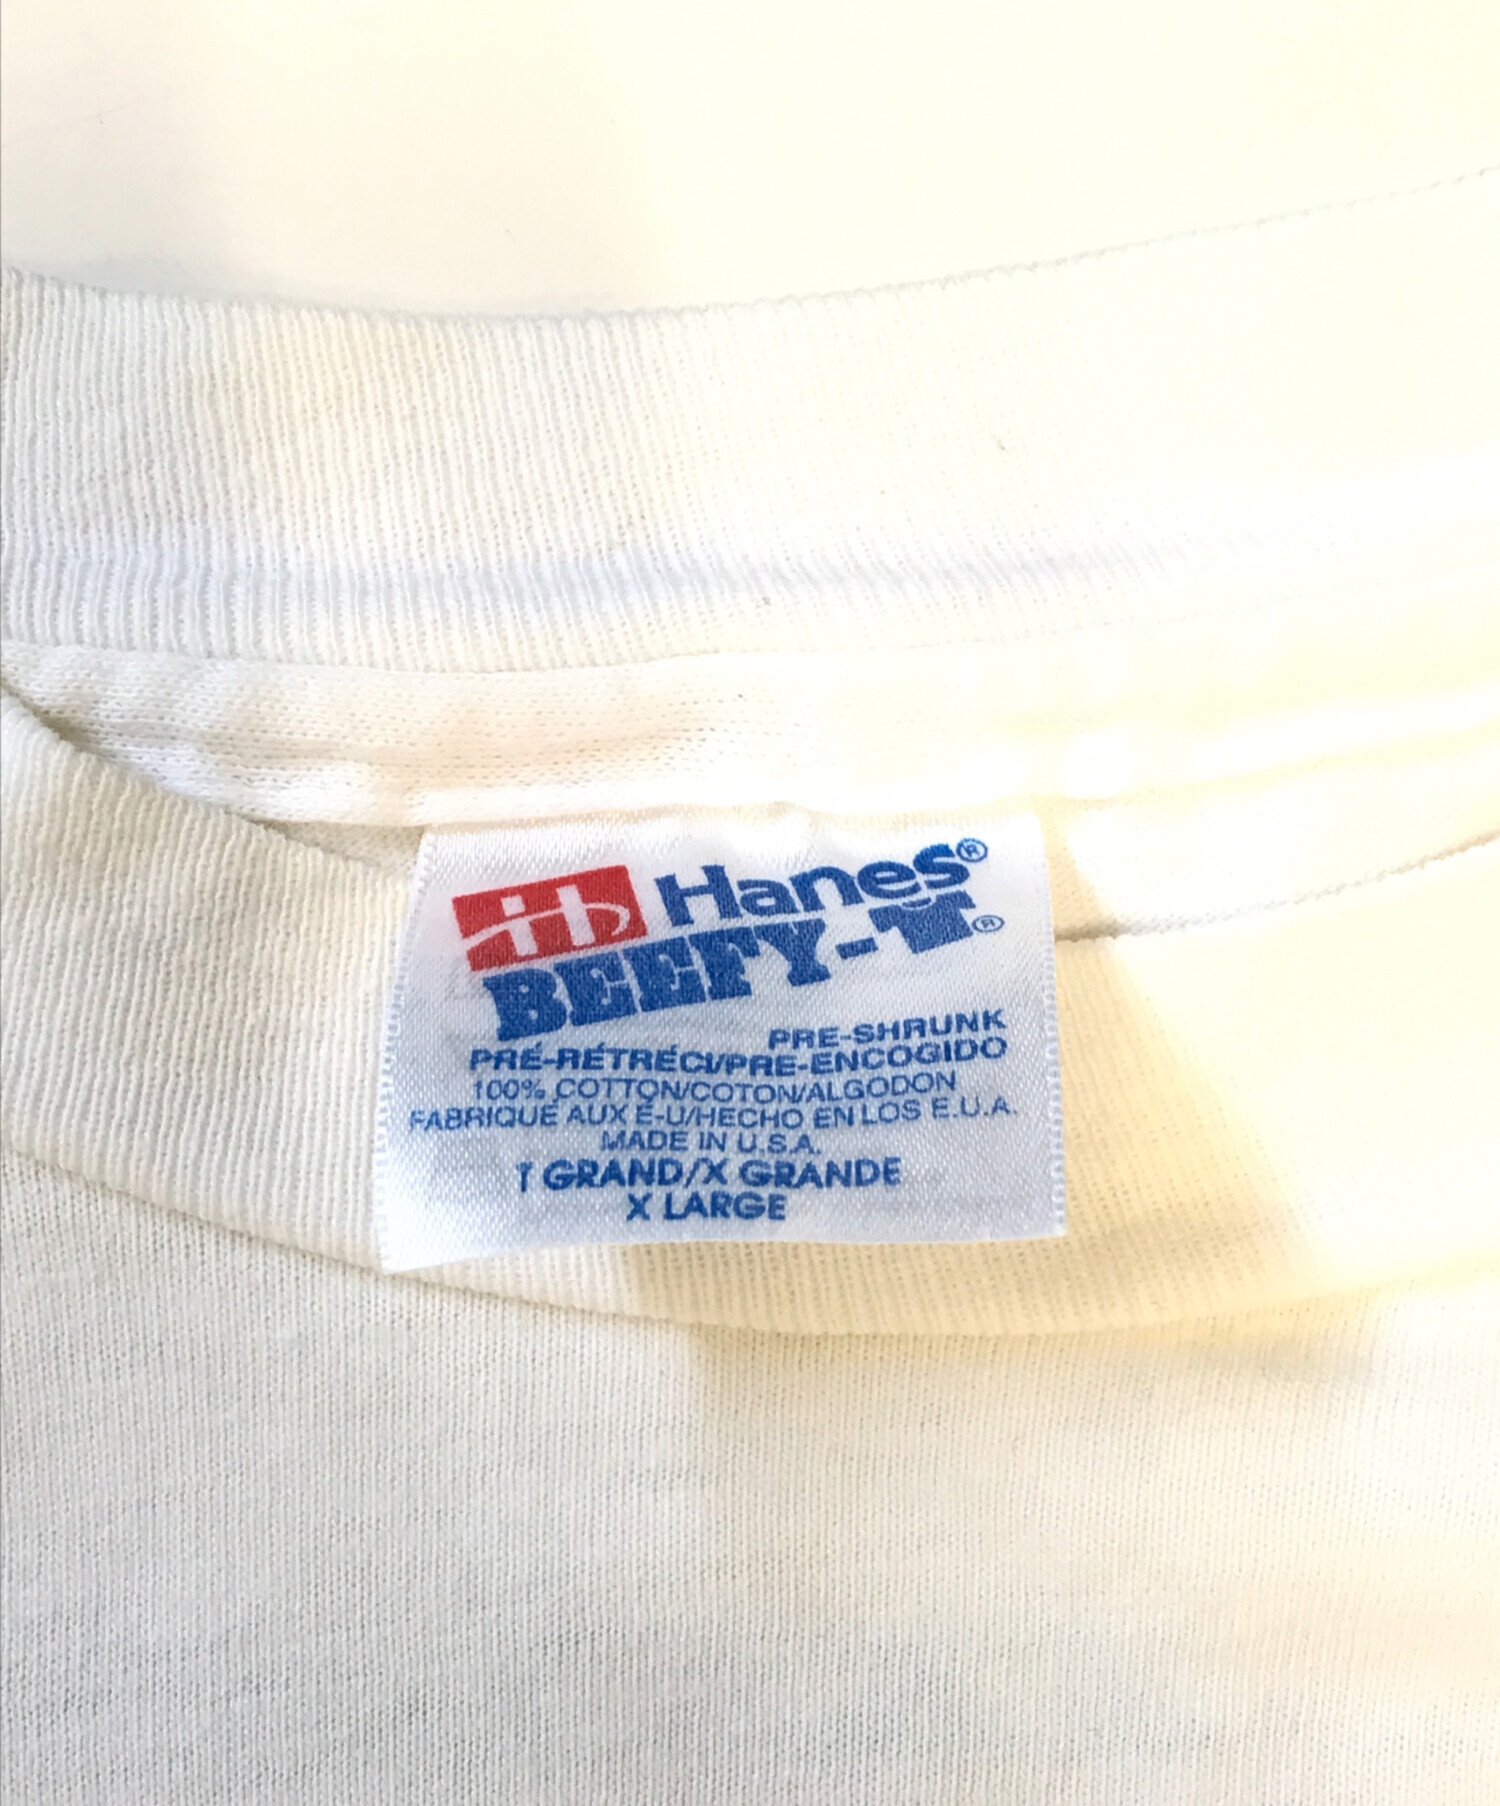 Hanes®
BEEFY-T®
PRE-SHRUNK
PRÉ-RÉTRÉCI/PRE-ENCOGIDO
100% COTTON/COTON/ALGODON
FABRIQUÉ AUX É-U/HECHO EN LOS E.U.A.
MADE IN U.S.A.
T GRAND/X GRANDE
X LARGE